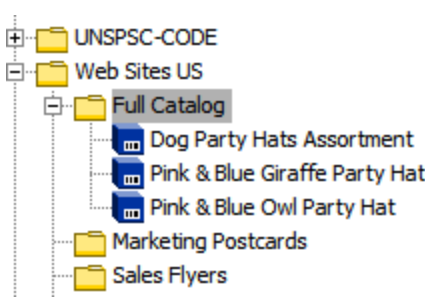 UNSPSC-CODE
Web Sites US
Full Catalog
Dog Party Hats Assortment
Pink & Blue Giraffe Party Hat
Pink & Blue Owl Party Hat
Marketing Postcards
Sales Flyers